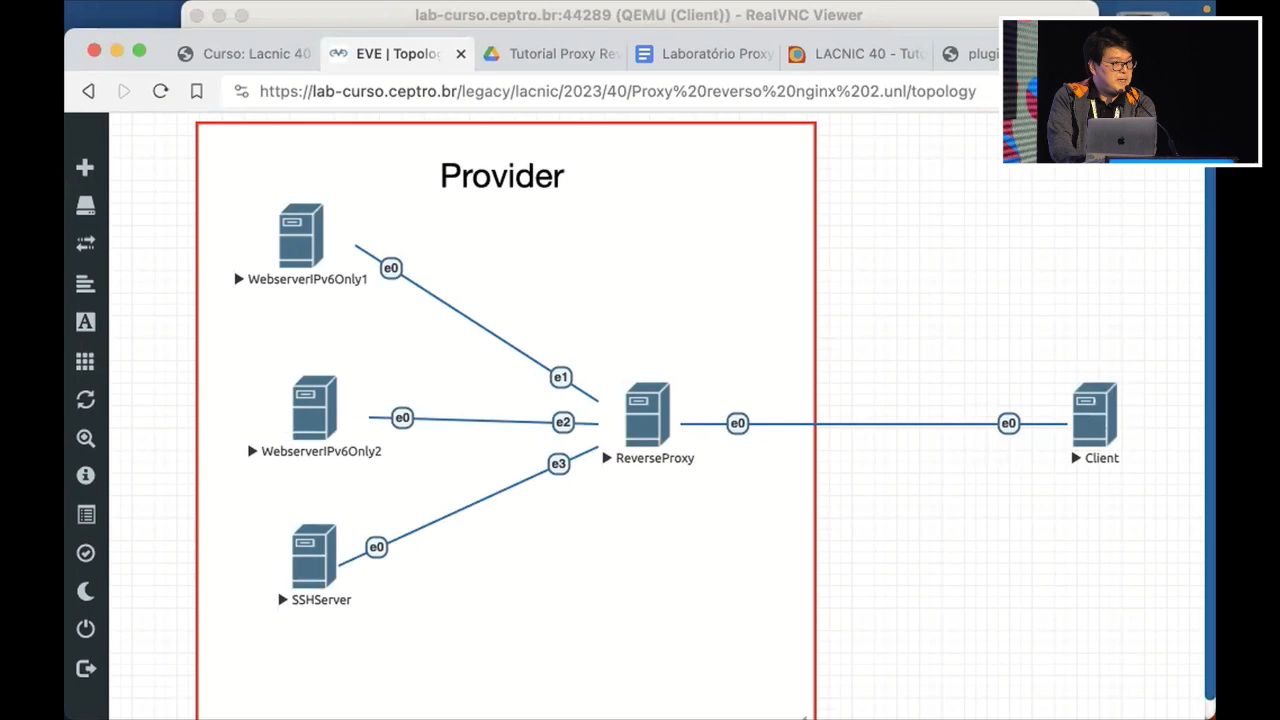 lab-curso.ceptro.br:44289 (QEMU (Client)) - RealVNC Viewer
Curso: Lacnic 40
EVE | Topolo
Tutorial Proxy Rev
Laboratório Proxy
LACNIC 40 - Tuto
plugi
https://lab-curso.ceptro.br/legacy/lacnic/2023/40/Proxy%20reverso%20nginx%202.unl/topology
Provider
WebserverIPv6Only1
e0
e1
WebserverIPv6Only2
e0
e2
ReverseProxy
e0
e0
Client
e3
e0
SSHServer